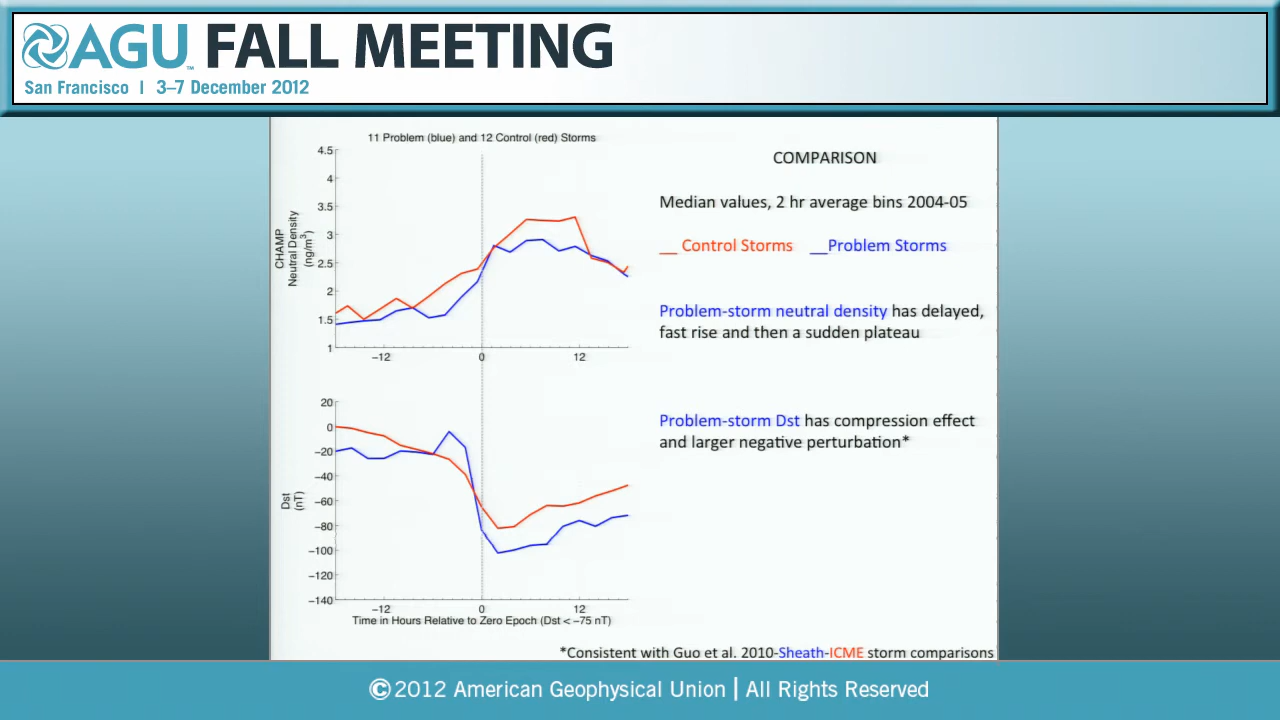 AGU FALL MEETING
San Francisco | 3–7 December 2012
11 Problem (blue) and 12 Control (red) Storms
4.5
4
3.5
3
2.5
2
1.5
1
CHAMP
Neutral Density
(ng/m³)
−12 0 12
20
0
−20
−40
−60
−80
−100
−120
−140
Dst
(nT)
−12 0 12
Time in Hours Relative to Zero Epoch (Dst < −75 nT)
COMPARISON
Median values, 2 hr average bins 2004-05
__ Control Storms __Problem Storms
Problem-storm neutral density has delayed,
fast rise and then a sudden plateau
Problem-storm Dst has compression effect
and larger negative perturbation*
*Consistent with Guo et al. 2010-Sheath-ICME storm comparisons
©2012 American Geophysical Union | All Rights Reserved